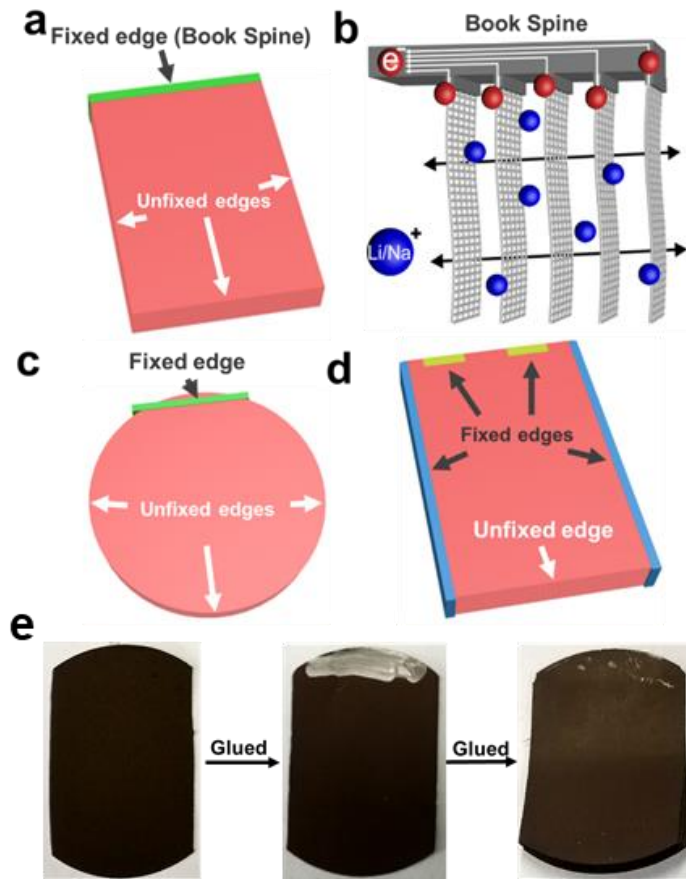 a
Fixed edge (Book Spine)
Unfixed edges
b
Book Spine
e
Li/Na
+
c
Fixed edge
Unfixed edges
d
Fixed edges
Unfixed edge
e
Glued
Glued